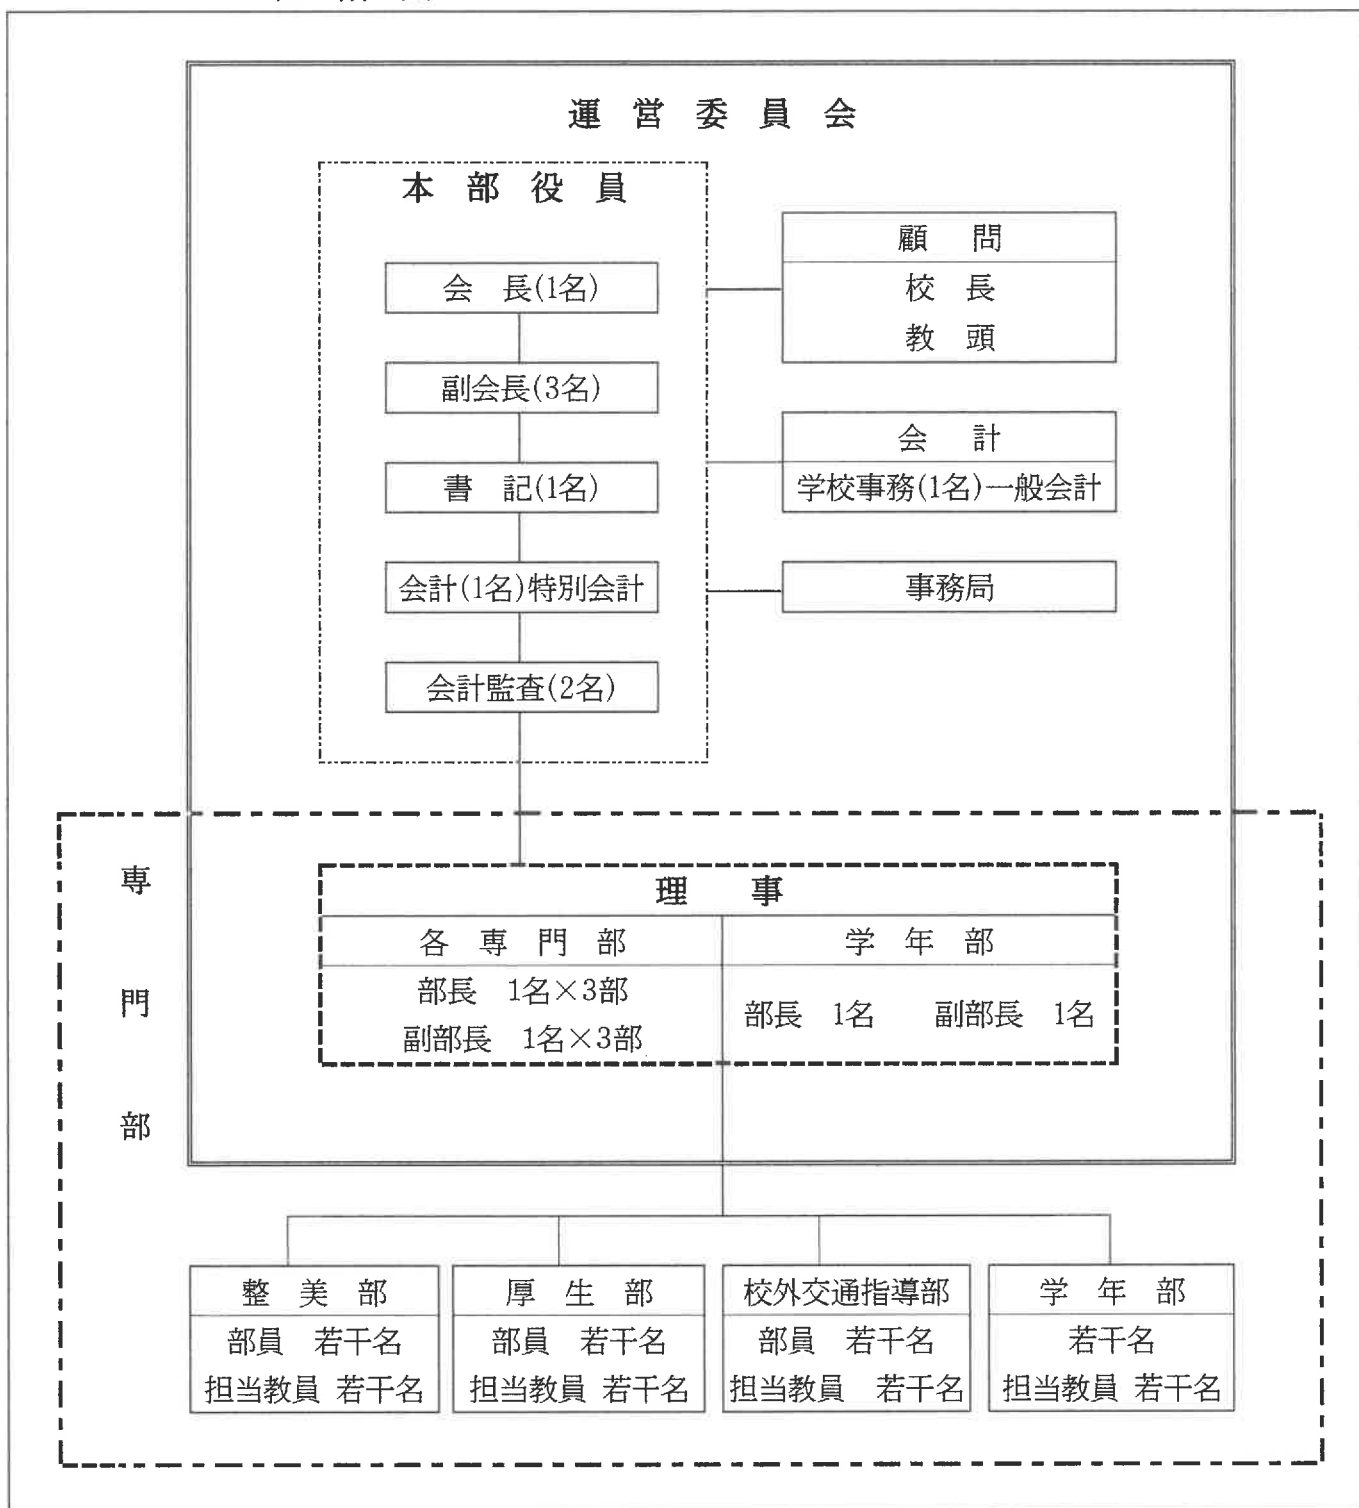 運 営 委 員 会
本 部 役 員
会 長(1名)
副会長(3名)
書 記(1名)
会計(1名)特別会計
会計監査(2名)
顧 問
校 長
教 頭
会 計
学校事務(1名)一般会計
事務局
専
門
部
理 事
各 専 門 部
部長 1名×3部
副部長 1名×3部
学 年 部
部長 1名 副部長 1名
整 美 部
部員 若干名
担当教員 若干名
厚 生 部
部員 若干名
担当教員 若干名
校外交通指導部
部員 若干名
担当教員 若干名
学 年 部
若干名
担当教員 若干名